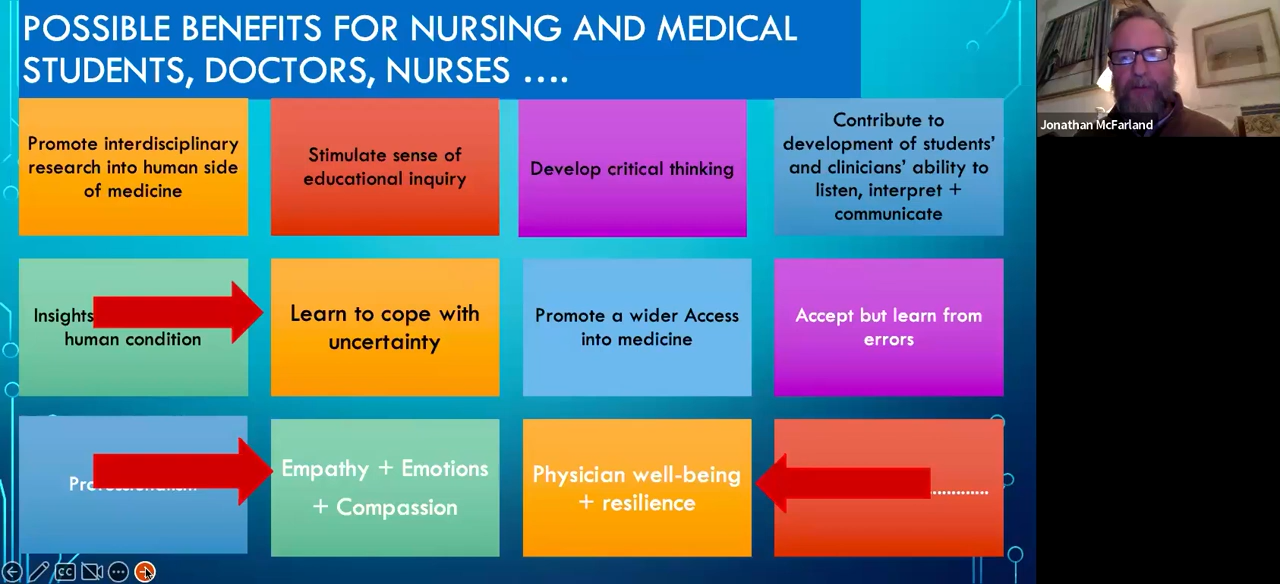 POSSIBLE BENEFITS FOR NURSING AND MEDICAL
STUDENTS, DOCTORS, NURSES ....
Jonathan McFarland
Promote interdisciplinary
research into human side
of medicine
Stimulate sense of
educational inquiry
Develop critical thinking
Contribute to
development of students'
and clinicians' ability to
listen, interpret +
communicate
Insights
human condition
Learn to cope with
uncertainty
Promote a wider Access
into medicine
Accept but learn from
errors
Empathy + Emotions
+ Compassion
Physician well-being
+ resilience
............
CC